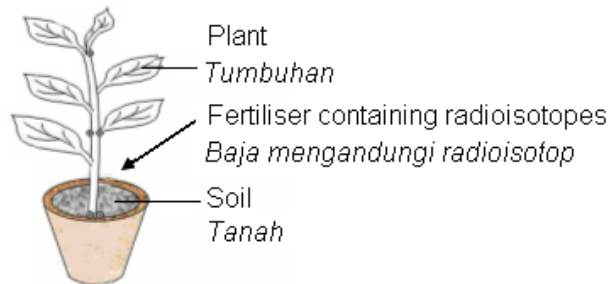 Plant
Tumbuhan
Fertiliser containing radioisotopes
Baja mengandungi radioisotop
Soil
Tanah